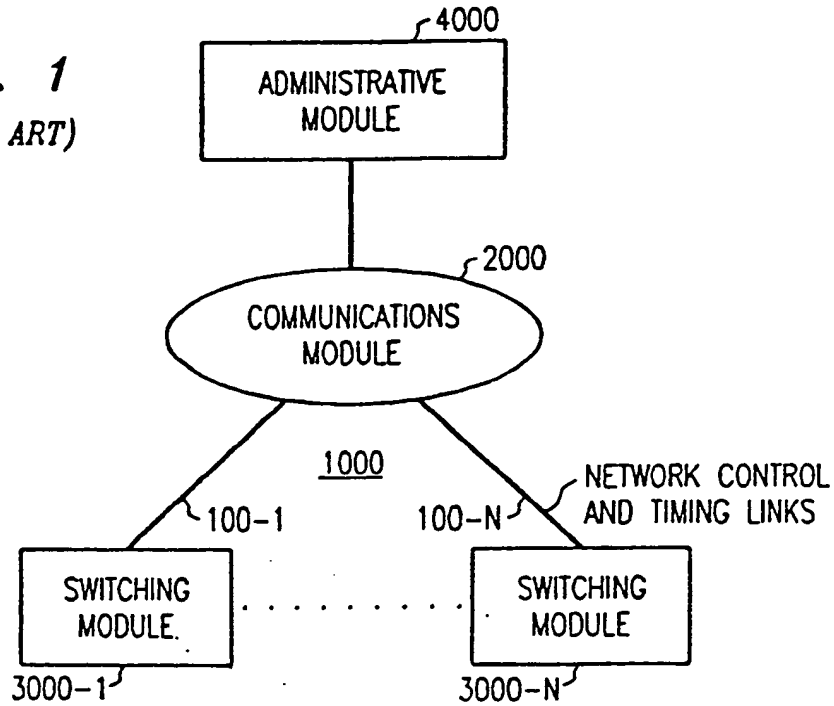 . 1
ART)
4000
ADMINISTRATIVE
MODULE
2000
COMMUNICATIONS
MODULE
1000
100-1
100-N
NETWORK CONTROL
AND TIMING LINKS
SWITCHING
MODULE.
SWITCHING
MODULE
3000-1
3000-N